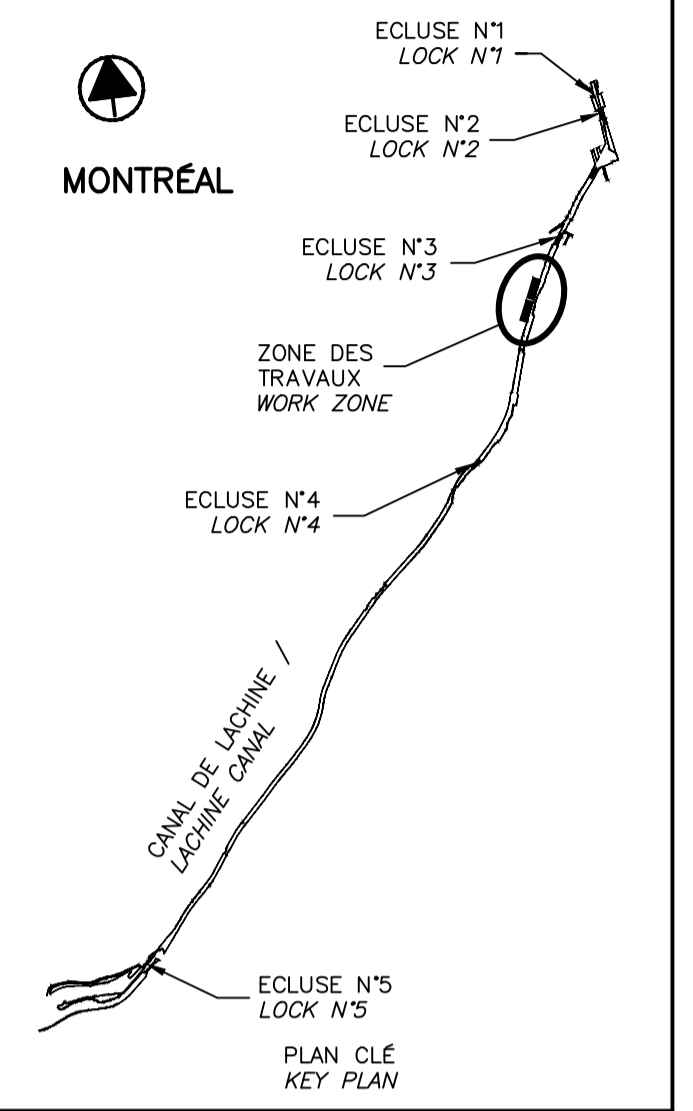 ECLUSE N°1
LOCK N°1
ECLUSE N°2
LOCK N°2
MONTRÉAL
ECLUSE N°3
LOCK N°3
ZONE DES
TRAVAUX
WORK ZONE
ECLUSE N°4
LOCK N°4
CANAL DE LACHINE /
LACHINE CANAL
ECLUSE N°5
LOCK N°5
PLAN CLÉ
KEY PLAN